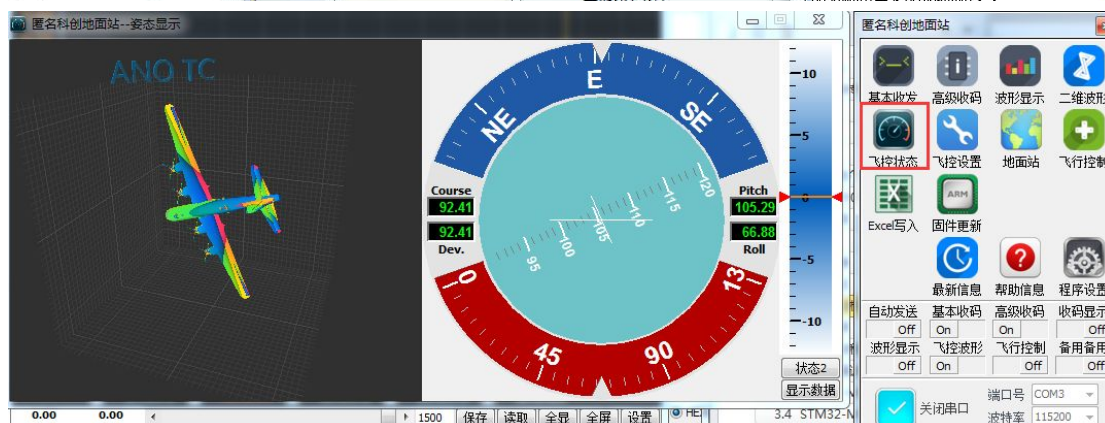 匿名科创地面站--姿态显示
ANO TC
E
NE
SE
Course
92.41
92.41
Dev.
Pitch
105.29
66.88
Roll
120
115
110
105
100
95
0
45
90
13
10
5
0
-5
-10
状态2
显示数据
匿名科创地面站
基本收发 高级收码 波形显示 二维波形
飞控状态 飞控设置 地面站 飞行控制
ARM
Excel写入 固件更新
最新信息 帮助信息 程序设置
自动发送 基本收码 高级收码 收码显示
Off On On Off
波形显示 飞控波形 飞行控制 备用备用
Off On Off Off
关闭串口
端口号 COM3
波特率 115200
0.00 0.00 1500 保存 读取 全显 全屏 设置 HE
3.4 STM32-